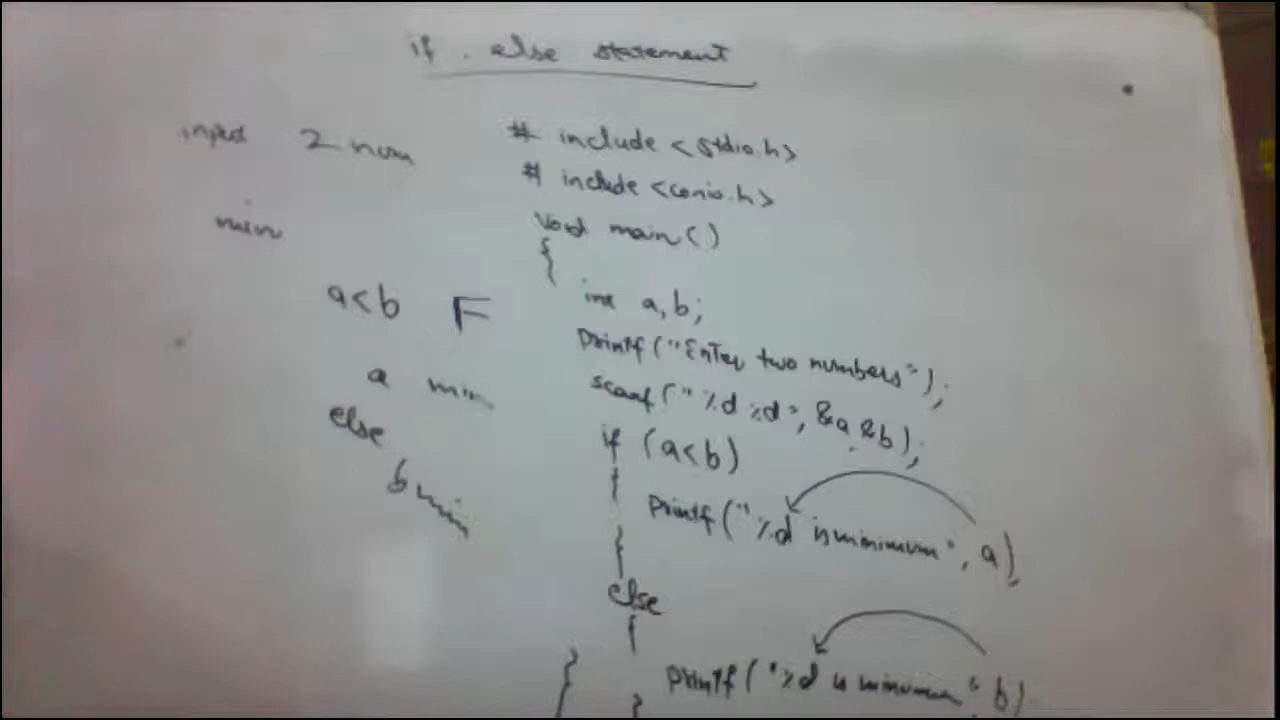 if . else statement
input 2 num
min
a<b F
a min
else
b min
# include <stdio.h>
# include <conio.h>
void main()
{
int a,b;
Printf("Enter two numbers");
scanf("%d %d", &a, &b);
if (a<b)
{
Printf("%d is minimum", a),
}
else
{
Printf("%d is minimum", b)
}
}